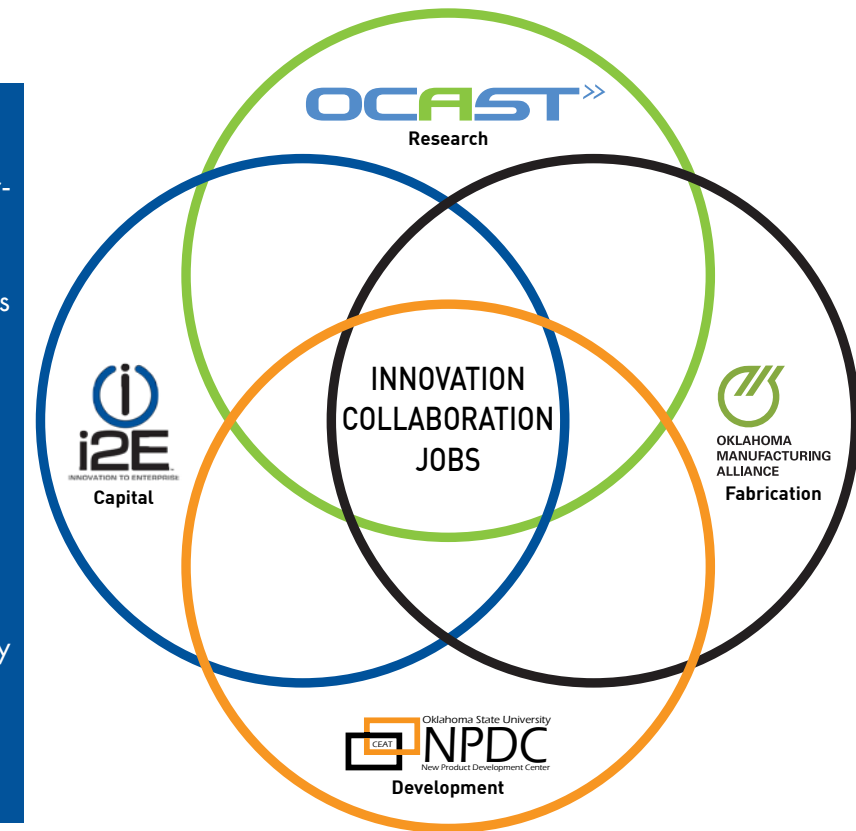 OCAST »
Research
INNOVATION
COLLABORATION
JOBS
i
i2E
INNOVATION TO ENTERPRISE
Capital
OKLAHOMA
MANUFACTURING
ALLIANCE
Fabrication
Oklahoma State University
CEAT
NPDC
New Product Development Center
Development